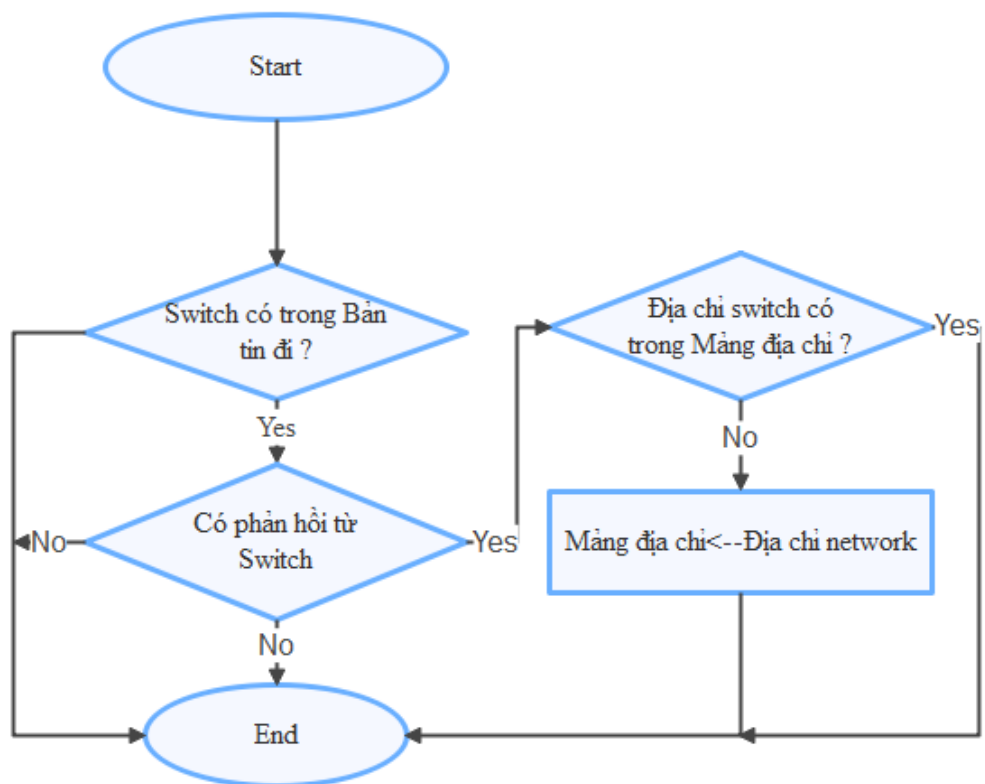 Start
Switch có trong Bản
tin đi ?
Yes
Có phản hồi từ
Switch
No
Yes
No
End
Địa chỉ switch có
trong Mảng địa chỉ ?
Yes
No
Mảng địa chỉ<--Địa chỉ network